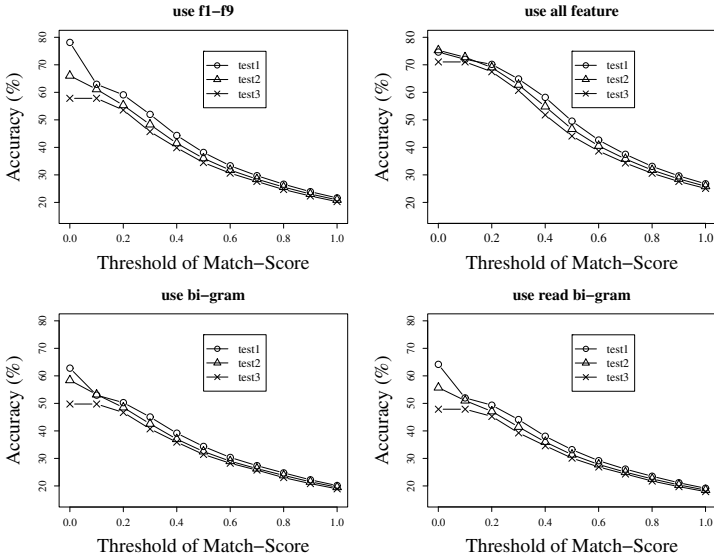 use f1−f9
80
70
60
50
40
30
20
Accuracy (%)
test1
test2
test3
0.0 0.2 0.4 0.6 0.8 1.0
Threshold of Match−Score
use all feature
80
70
60
50
40
30
20
Accuracy (%)
test1
test2
test3
0.0 0.2 0.4 0.6 0.8 1.0
Threshold of Match−Score
use bi−gram
80
70
60
50
40
30
20
Accuracy (%)
test1
test2
test3
0.0 0.2 0.4 0.6 0.8 1.0
Threshold of Match−Score
use read bi−gram
80
70
60
50
40
30
20
Accuracy (%)
test1
test2
test3
0.0 0.2 0.4 0.6 0.8 1.0
Threshold of Match−Score